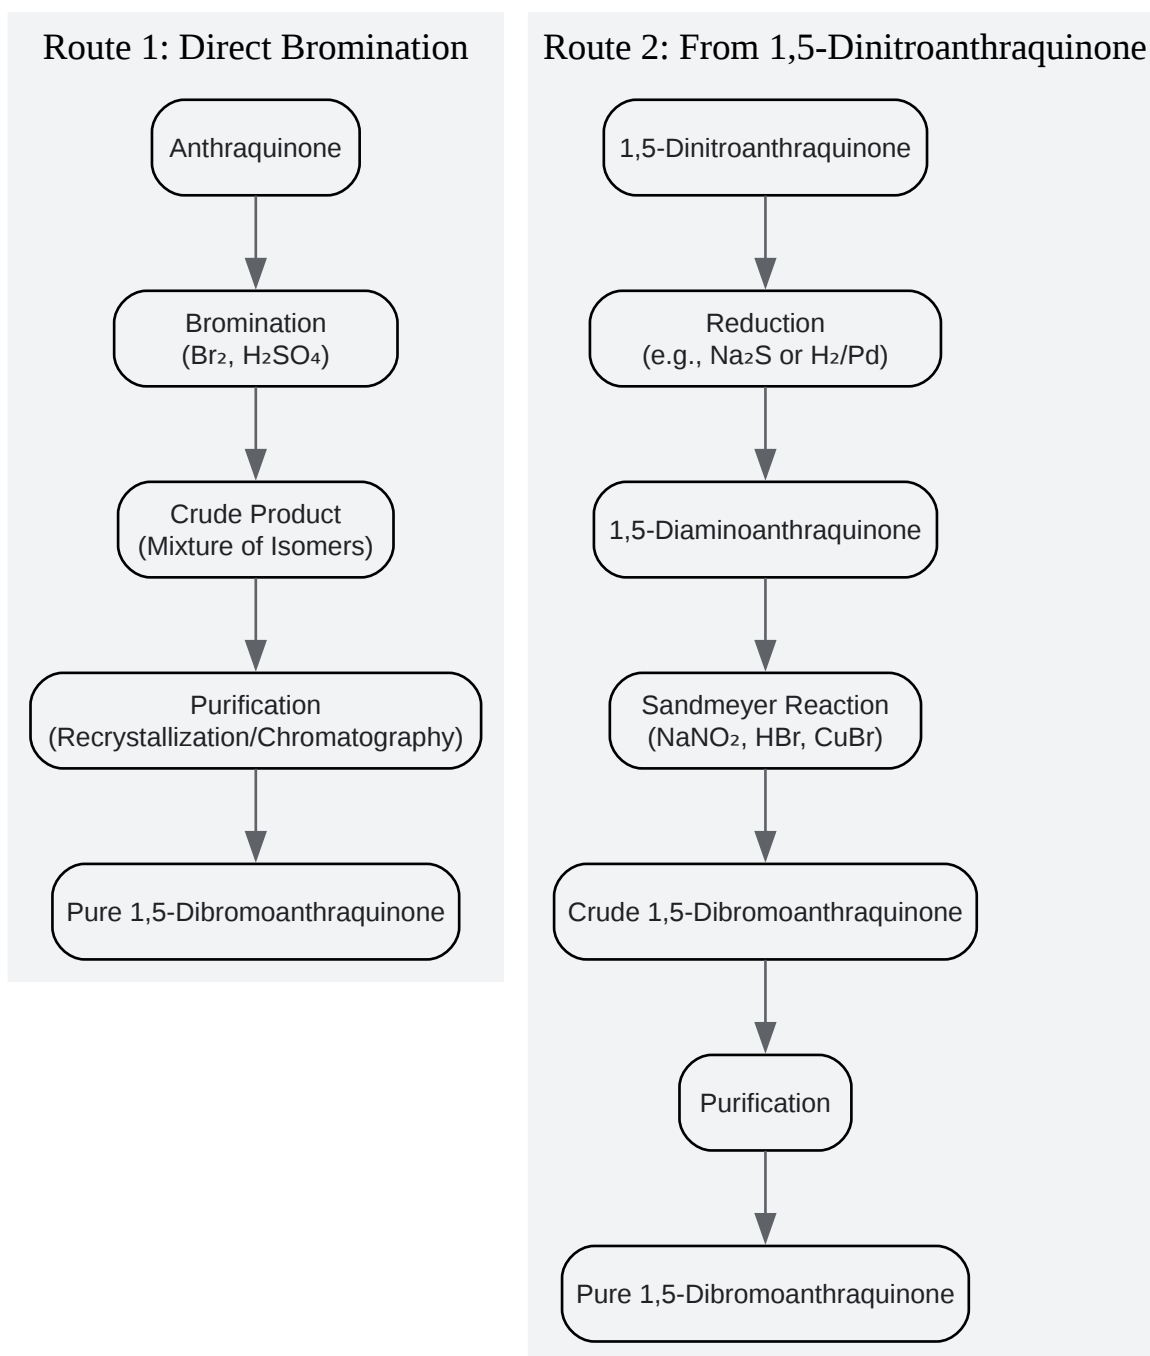 Route 1: Direct Bromination
Anthraquinone
Bromination
(Br₂, H₂SO₄)
Crude Product
(Mixture of Isomers)
Purification
(Recrystallization/Chromatography)
Pure 1,5-Dibromoanthraquinone
Route 2: From 1,5-Dinitroanthraquinone
1,5-Dinitroanthraquinone
Reduction
(e.g., Na₂S or H₂/Pd)
1,5-Diaminoanthraquinone
Sandmeyer Reaction
(NaNO₂, HBr, CuBr)
Crude 1,5-Dibromoanthraquinone
Purification
Pure 1,5-Dibromoanthraquinone